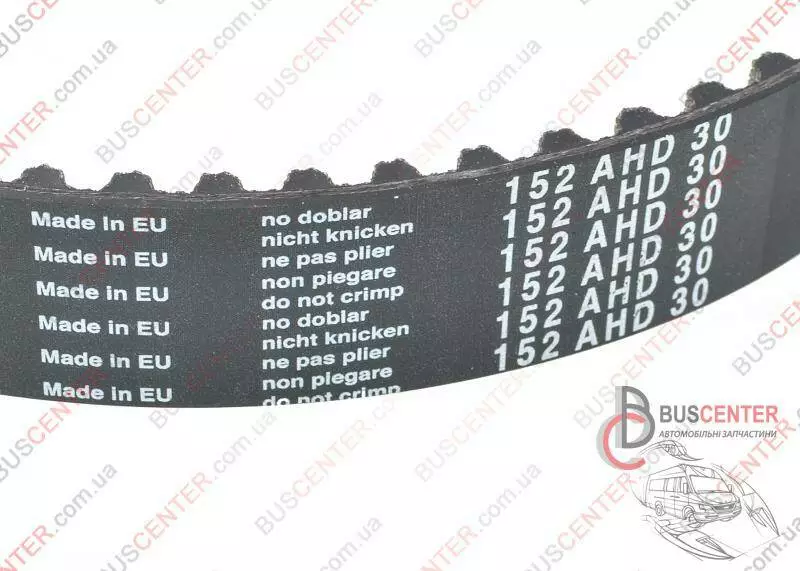 Made in EU
Made in EU
Made in EU
Made in EU
Made in EU
Made in EU
no doblar
nicht knicken
ne pas plier
non piegare
do not crimp
no doblar
nicht knicken
ne pas plier
non piegare
do not crimp
152 AHD 30
152 AHD 30
152 AHD 30
152 AHD 30
152 AHD 30
152 AHD 30
BUSCENTER
АВТОМОБІЛЬНІ ЗАПЧАСТИНИ
BUSCENTER.com.ua